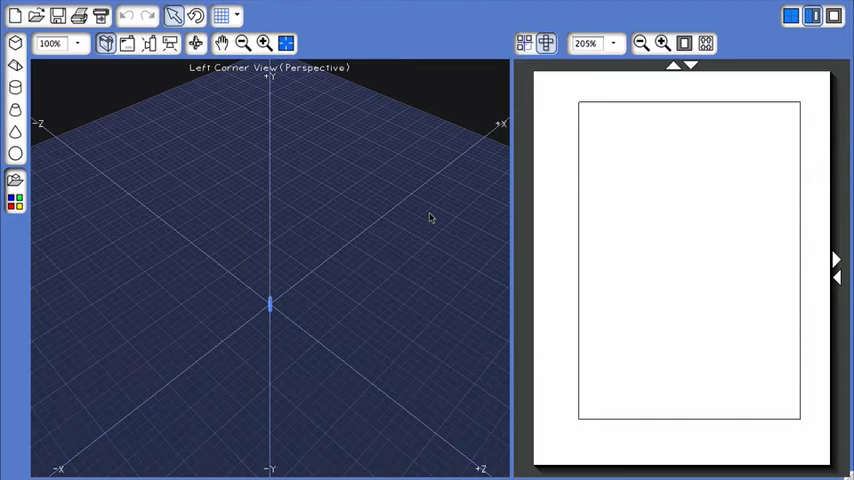 100%
205%
Left Corner View(Perspective)
+Y
-Z
+X
-X
-Y
+Z